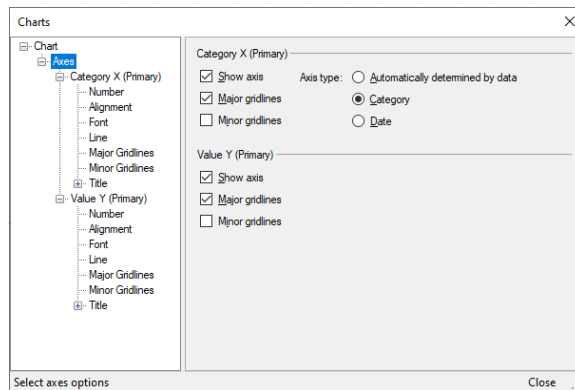 Charts
Chart
Axes
Category X (Primary)
Number
Alignment
Font
Line
Major Gridlines
Minor Gridlines
Title
Value Y (Primary)
Number
Alignment
Font
Line
Major Gridlines
Minor Gridlines
Title
Category X (Primary)
Show axis Axis type: Automatically determined by data
Major gridlines Category
Minor gridlines Date
Value Y (Primary)
Show axis
Major gridlines
Minor gridlines
Select axes options Close